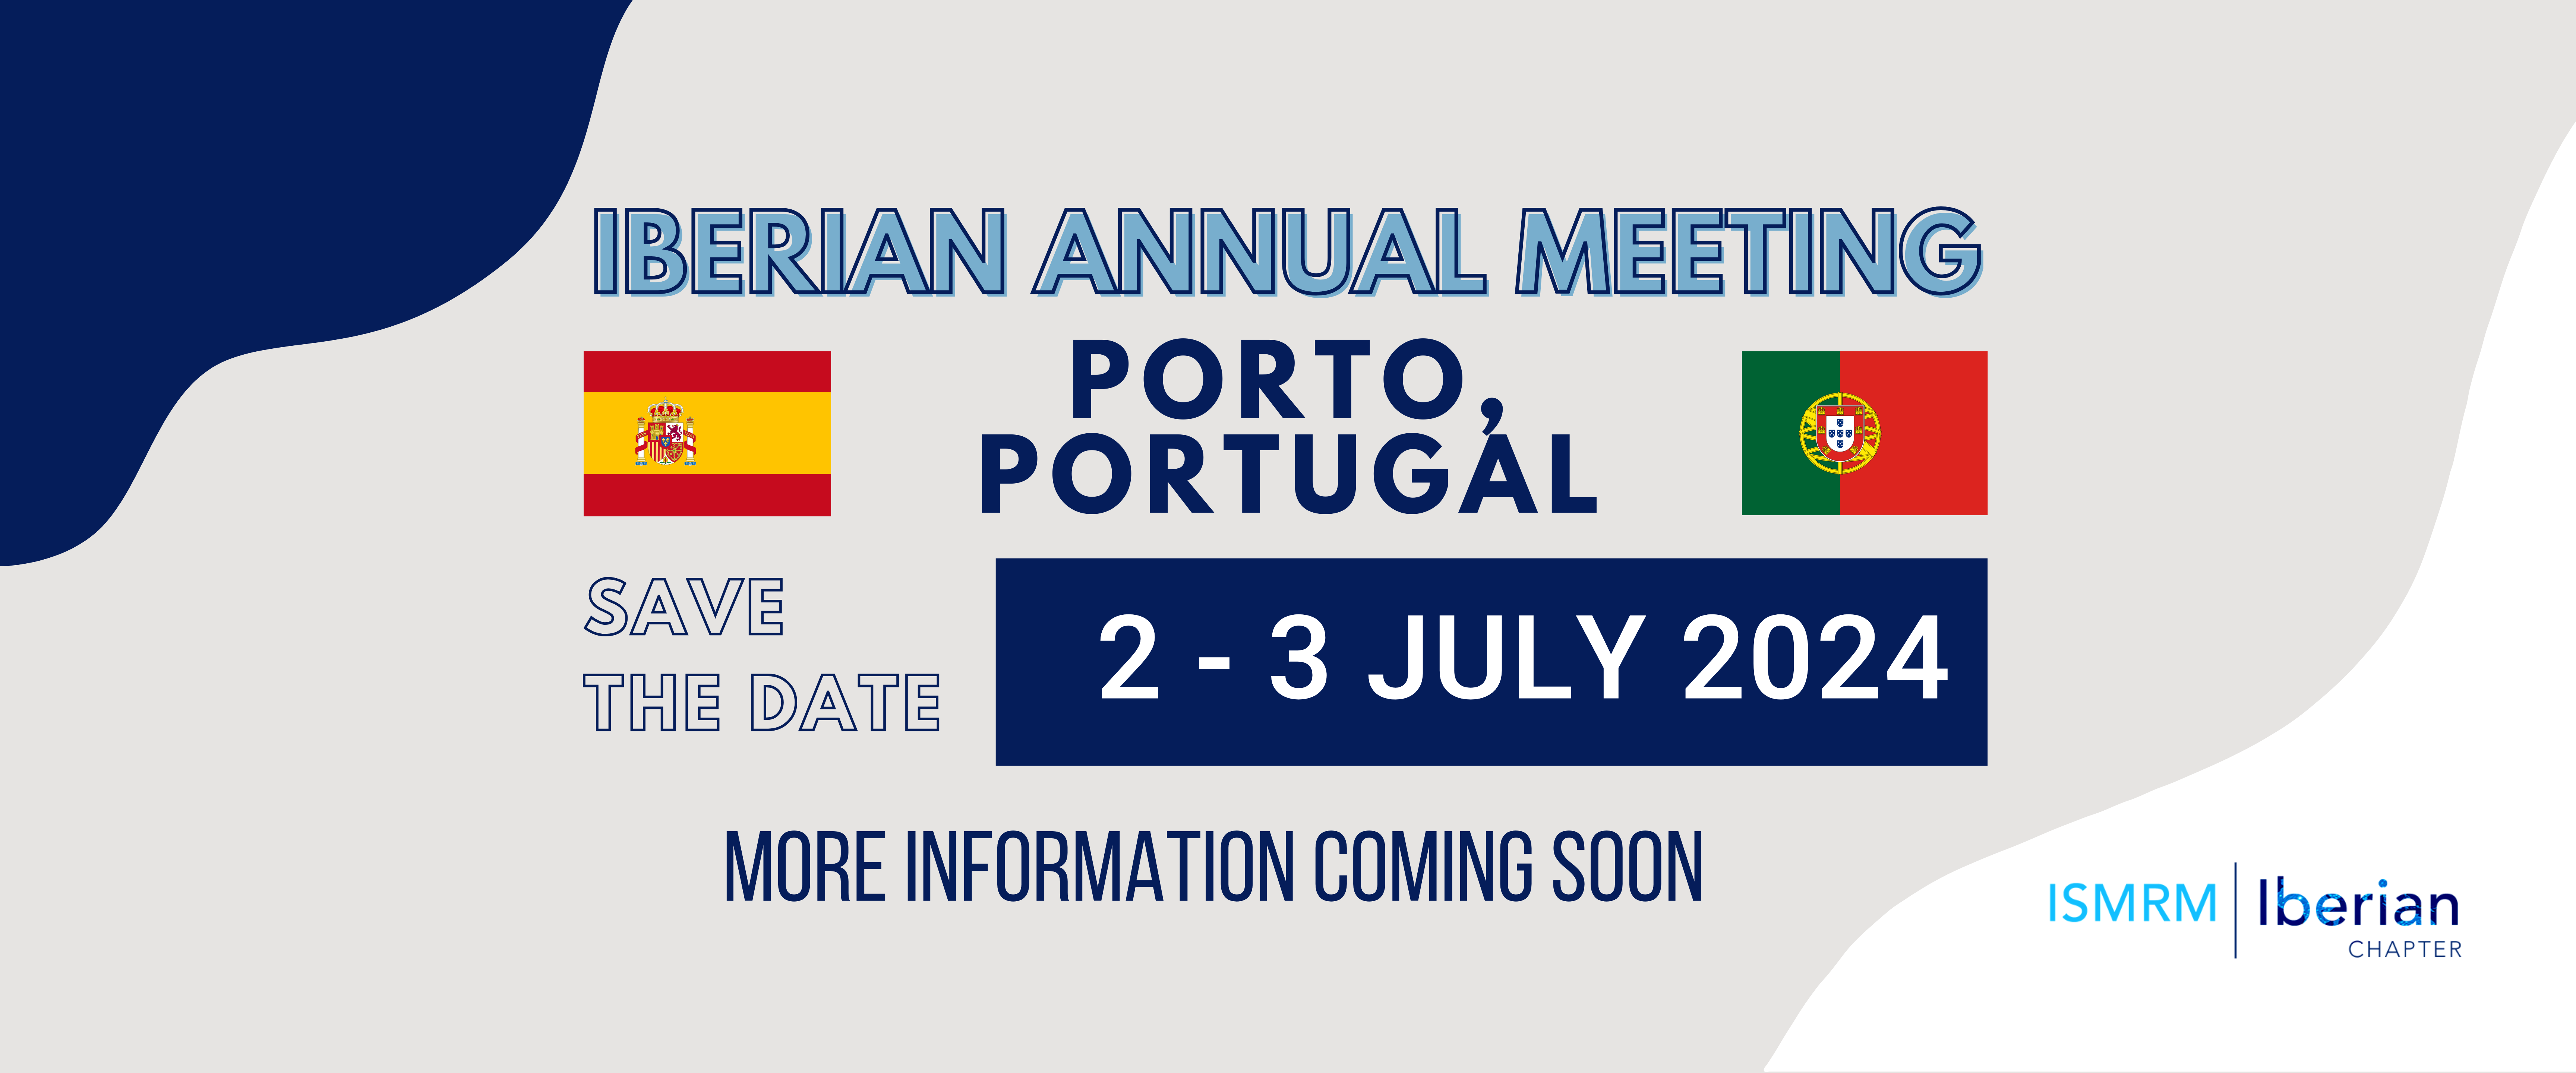 IBERIAN ANNUAL MEETING
PORTO,
PORTUGAL
SAVE
THE DATE
2 - 3 JULY 2024
MORE INFORMATION COMING SOON
ISMRM Iberian
CHAPTER